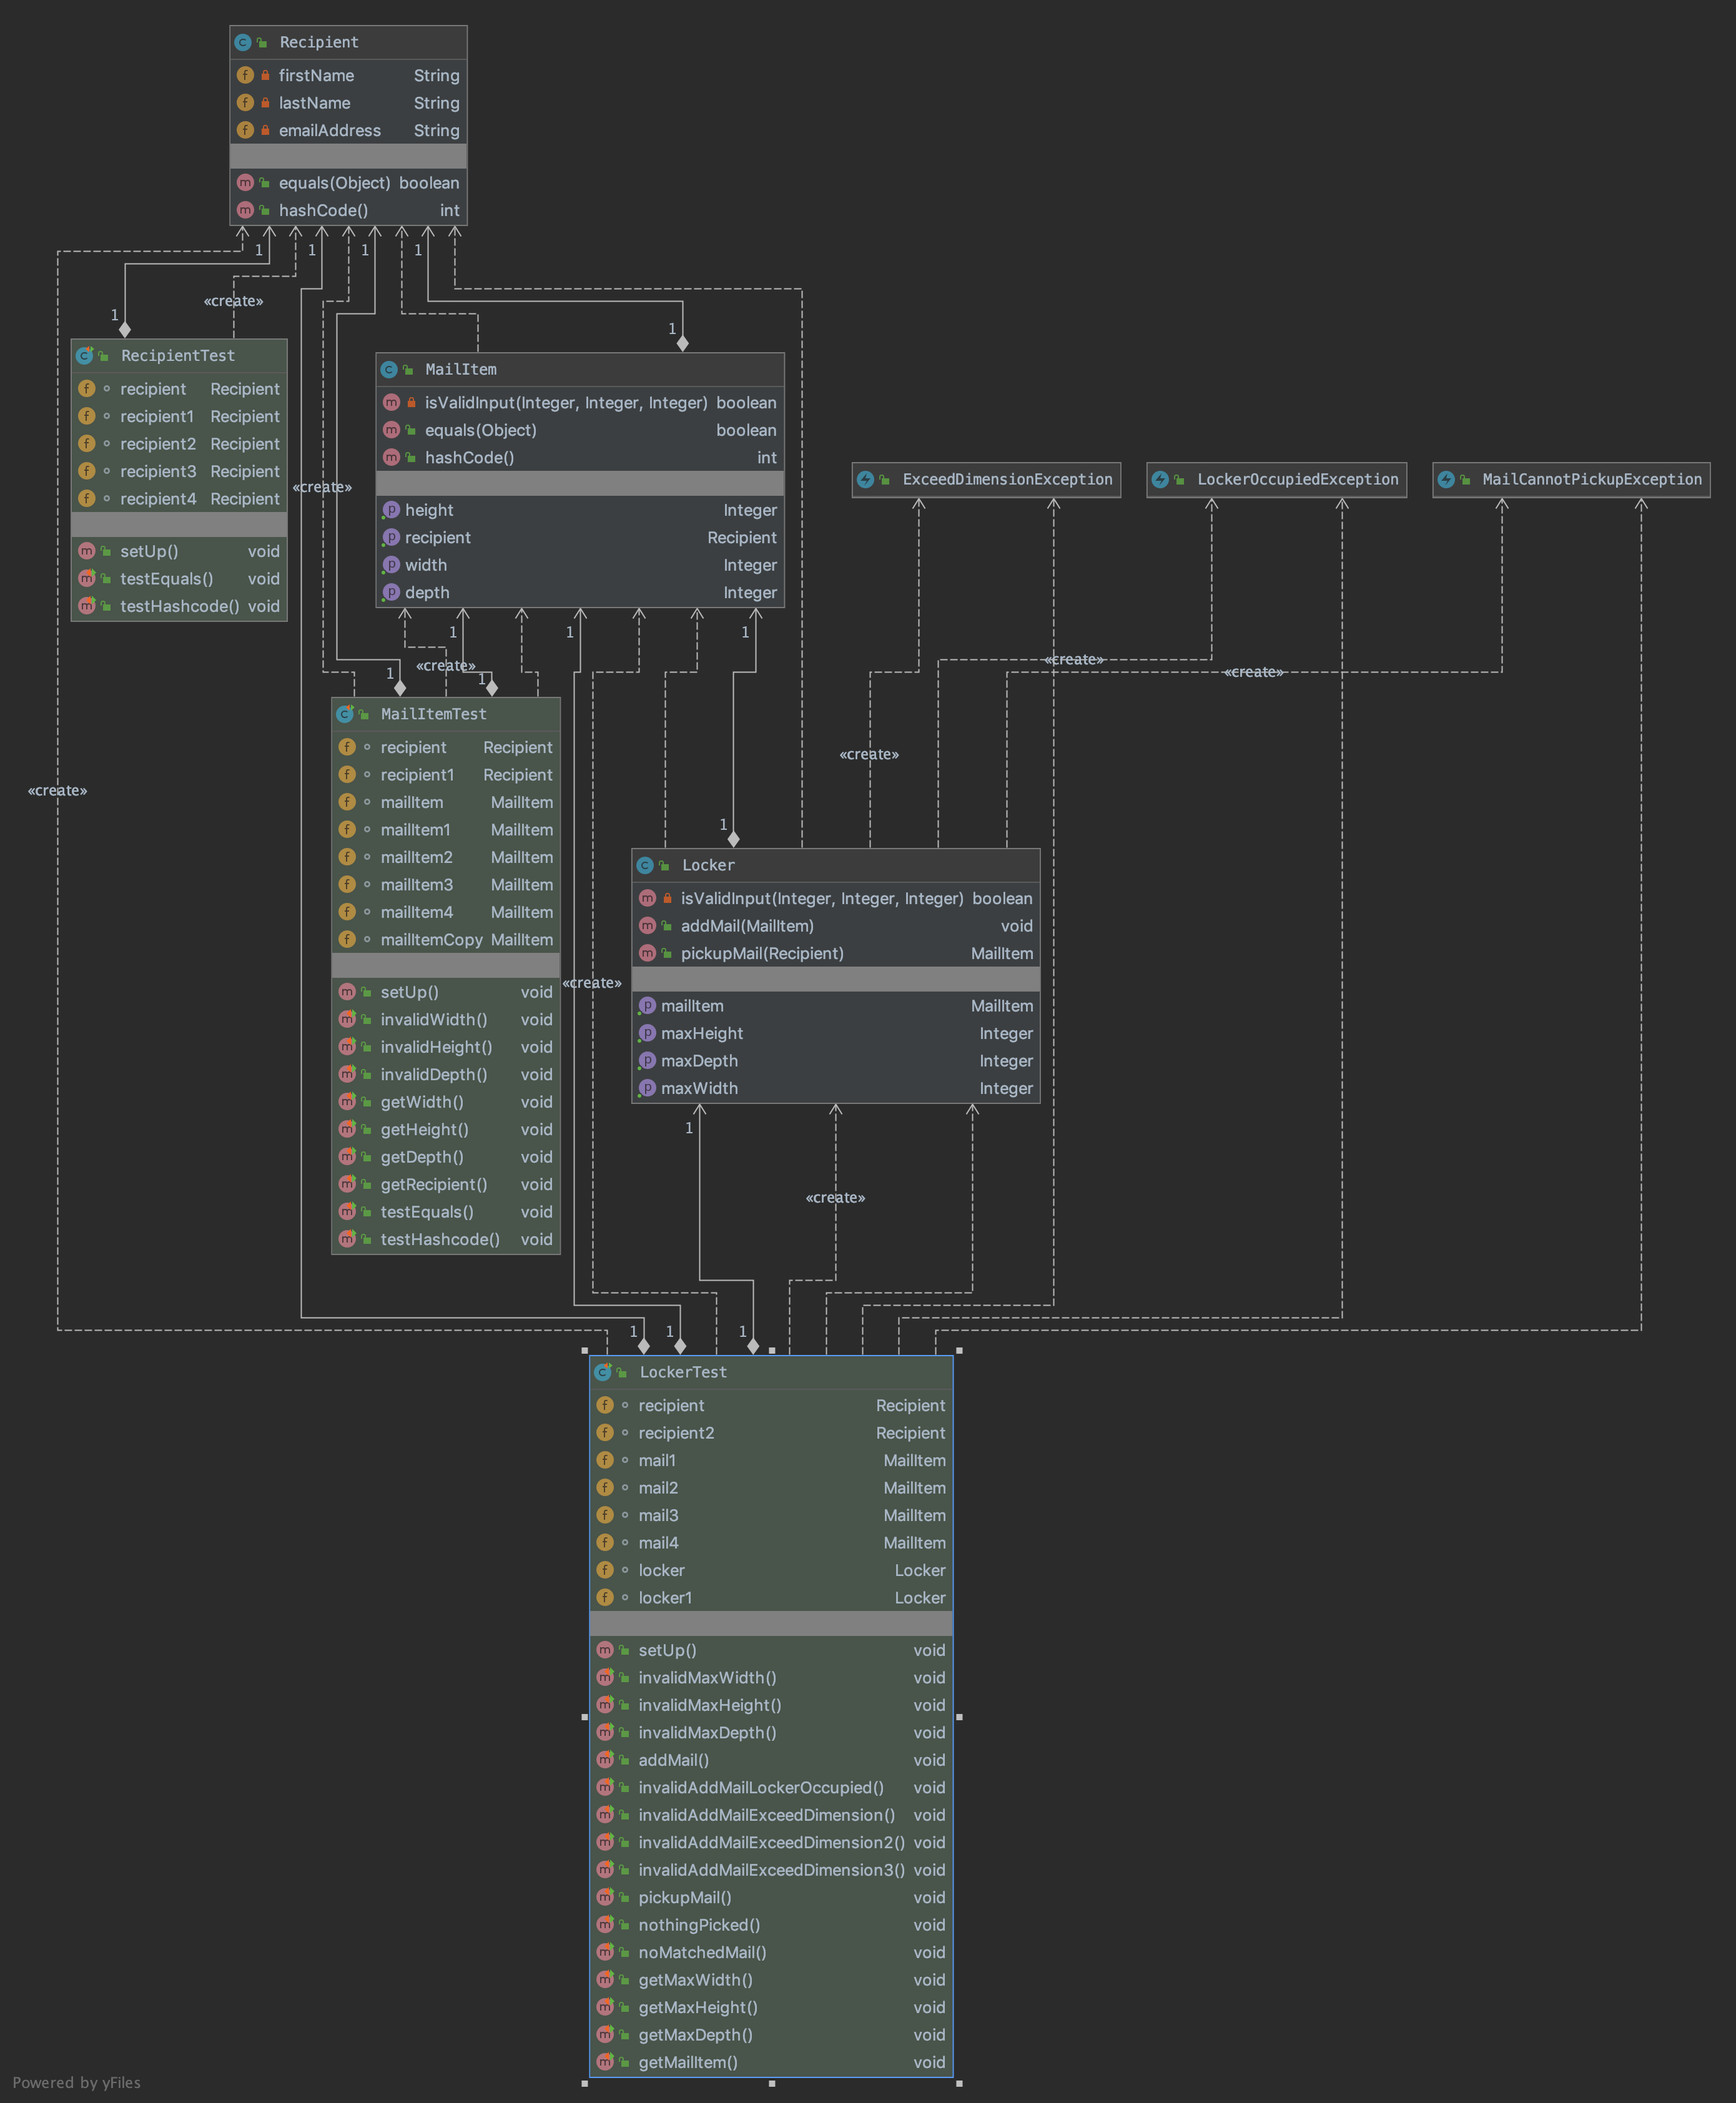 Recipient
firstName String
lastName String
emailAddress String
equals(Object) boolean
hashCode() int
1 1 1 1
«create»
1
1
RecipientTest
recipient Recipient
recipient1 Recipient
recipient2 Recipient
recipient3 Recipient
recipient4 Recipient
setUp() void
testEquals() void
testHashcode() void
MailItem
isValidInput(Integer, Integer, Integer) boolean
equals(Object) boolean
hashCode() int
height Integer
recipient Recipient
width Integer
depth Integer
«create»
ExceedDimensionException
LockerOccupiedException
MailCannotPickupException
1 1 1
«create»
1 1
«create»
«create»
«create»
«create»
MailItemTest
recipient Recipient
recipient1 Recipient
mailItem MailItem
mailItem1 MailItem
mailItem2 MailItem
mailItem3 MailItem
mailItem4 MailItem
mailItemCopy MailItem
setUp() void
invalidWidth() void
invalidHeight() void
invalidDepth() void
getWidth() void
getHeight() void
getDepth() void
getRecipient() void
testEquals() void
testHashcode() void
«create»
1
Locker
isValidInput(Integer, Integer, Integer) boolean
addMail(MailItem) void
pickupMail(Recipient) MailItem
mailItem MailItem
maxHeight Integer
maxDepth Integer
maxWidth Integer
1
«create»
1 1 1
LockerTest
recipient Recipient
recipient2 Recipient
mail1 MailItem
mail2 MailItem
mail3 MailItem
mail4 MailItem
locker Locker
locker1 Locker
setUp() void
invalidMaxWidth() void
invalidMaxHeight() void
invalidMaxDepth() void
addMail() void
invalidAddMailLockerOccupied() void
invalidAddMailExceedDimension() void
invalidAddMailExceedDimension2() void
invalidAddMailExceedDimension3() void
pickupMail() void
nothingPicked() void
noMatchedMail() void
getMaxWidth() void
getMaxHeight() void
getMaxDepth() void
getMailItem() void
Powered by yFiles